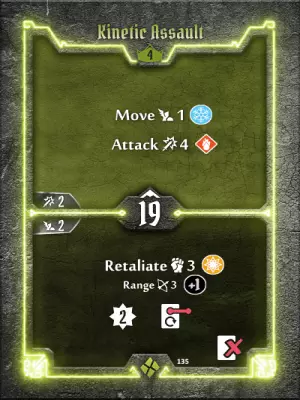 Kinetic Assault
4
Move 1
Attack 4
2
19
2
Retaliate 3
Range 3 +1
2
135